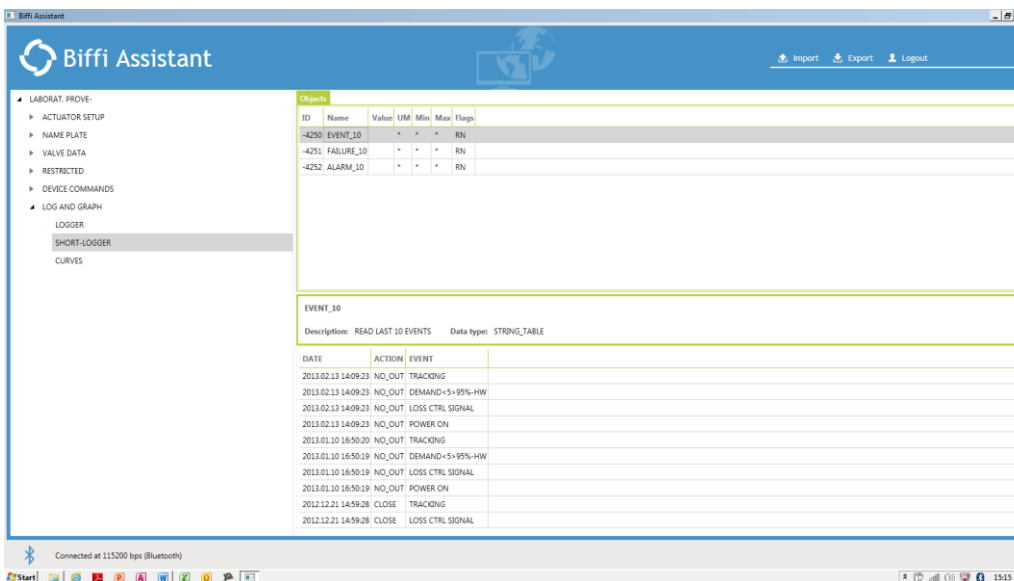 Biffi Assistant
Biffi Assistant
Import Export Logout
LABORAT. PROVE-
ACTUATOR SETUP
NAME PLATE
VALVE DATA
RESTRICTED
DEVICE COMMANDS
LOG AND GRAPH
LOGGER
SHORT-LOGGER
CURVES
Objects
ID Name Value UM Min Max Flags
-4250 EVENT_10 * * * RN
-4251 FAILURE_10 * * * RN
-4252 ALARM_10 * * * RN
EVENT_10
Description: READ LAST 10 EVENTS Data type: STRING_TABLE
DATE ACTION EVENT
2013.02.13 14:09:23 NO_OUT TRACKING
2013.02.13 14:09:23 NO_OUT DEMAND<5>95%-HW
2013.02.13 14:09:23 NO_OUT LOSS CTRL SIGNAL
2013.02.13 14:09:23 NO_OUT POWER ON
2013.01.10 16:50:20 NO_OUT TRACKING
2013.01.10 16:50:19 NO_OUT DEMAND<5>95%-HW
2013.01.10 16:50:19 NO_OUT LOSS CTRL SIGNAL
2013.01.10 16:50:19 NO_OUT POWER ON
2012.12.21 14:59:28 CLOSE TRACKING
2012.12.21 14:59:28 CLOSE LOSS CTRL SIGNAL
Connected at 115200 bps (Bluetooth)
Start 15:15